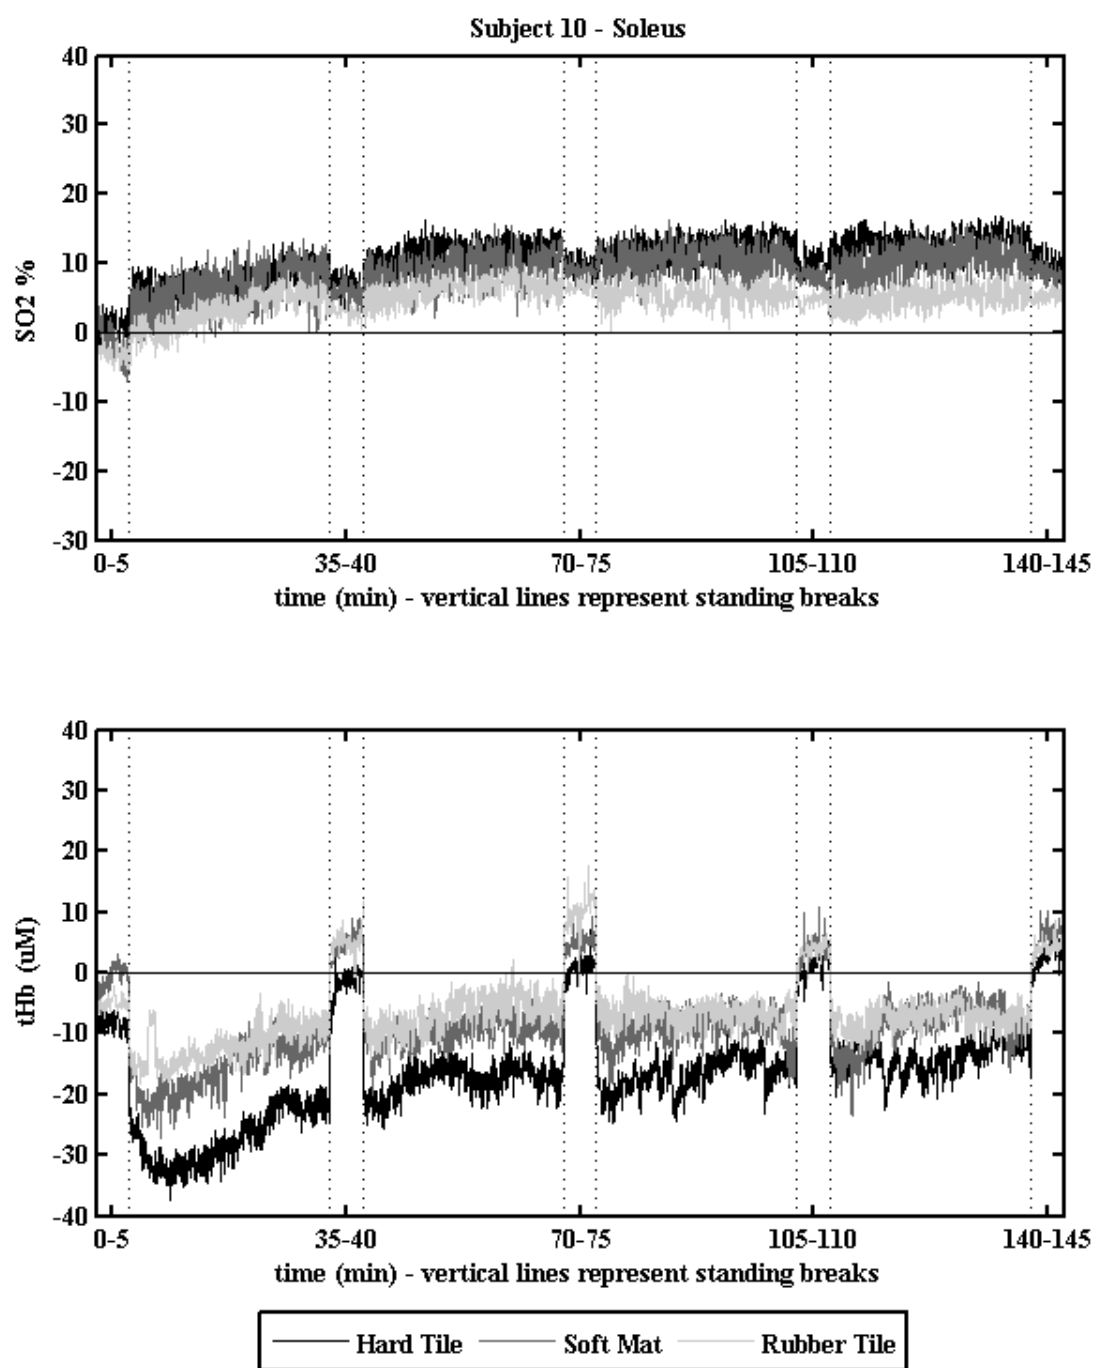 Subject 10 - Soleus
40
30
20
10
0
-10
-20
-30
SO2 %
0-5 35-40 70-75 105-110 140-145
time (min) - vertical lines represent standing breaks
40
30
20
10
0
-10
-20
-30
-40
tHb (uM)
0-5 35-40 70-75 105-110 140-145
time (min) - vertical lines represent standing breaks
Hard Tile Soft Mat Rubber Tile